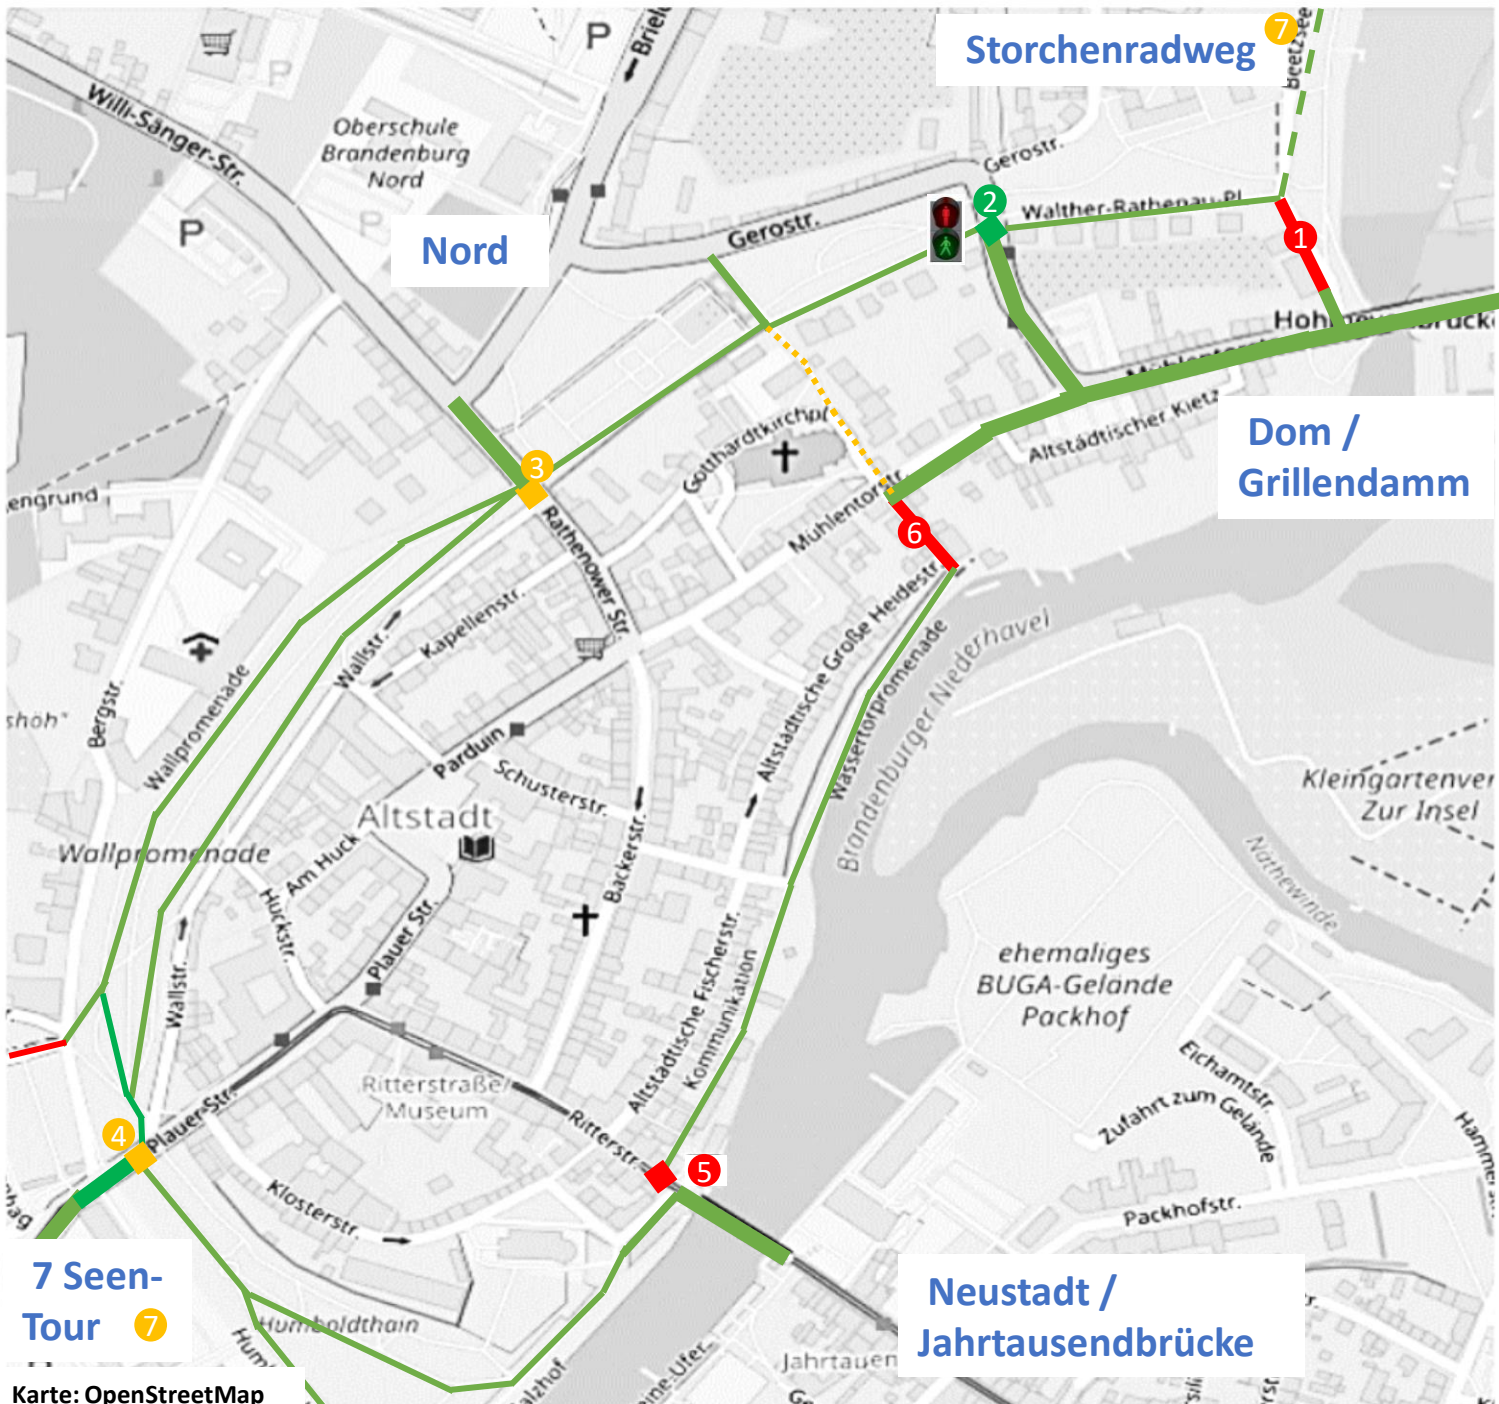 P
Storchenradweg
7
Willi-Sänger-Str.
P
Oberschule
Brandenburg
Nord
P
P
Gerostr.
2
Walther-Rathenau-Pl
1
Nord
Gerostr.
Altstädtischer Kietz
Dom /
Grillendamm
Gotthardtkirchpl
3
Mühlentorstr.
6
Rathenower Str.
Kapellenstr.
Wallstr.
Altstädtische Große Heidestr.
Wassertorpromenade
Brandenburger Niederhavel
Bergstr.
Wallpromenade
Parduin
Schusterstr.
Altstadt
Wallpromenade
Am Huck
Huckstr.
Bäckerstr.
Plauer Str.
Kleingartenver
Zur Insel
Näthewinde
ehemaliges
BUGA-Gelände
Packhof
Wallstr.
Altstädtische Fischerstr.
Kommunikation
Eichamtstr.
Zufahrt zum Gelände
Ritterstraße/
Museum
Ritterstr.
Plauer Str.
4
5
Klosterstr.
Packhofstr.
7 Seen-
Tour 7
Humboldthain
Neustadt /
Jahrtausendbrücke
Jahrtausen
Karte: OpenStreetMap